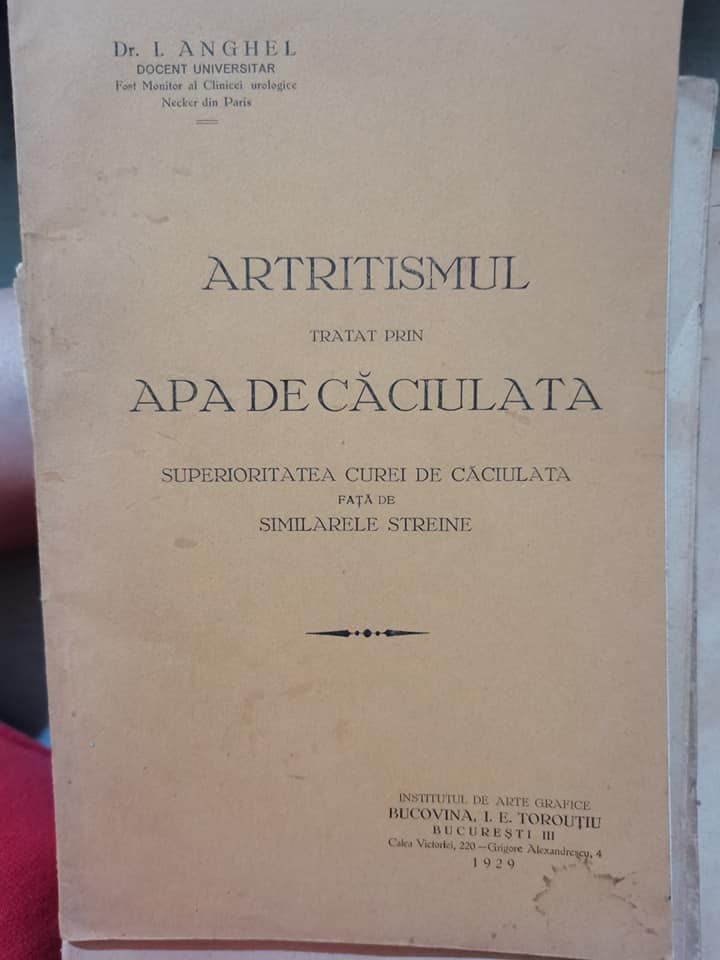 Dr. I. ANGHEL
DOCENT UNIVERSITAR
Fost Monitor al Clinicei urologice
Necker din Paris
ARTRITISMUL
TRATAT PRIN
APA DE CĂCIULATA
SUPERIORITATEA CUREI DE CĂCIULATA
FAȚĂ DE
SIMILARELE STREINE
INSTITUTUL DE ARTE GRAFICE
BUCOVINA, I. E. TOROUȚIU
BUCUREȘTI III
Calea Victoriei, 220 — Grigore Alexandrescu, 4
1929